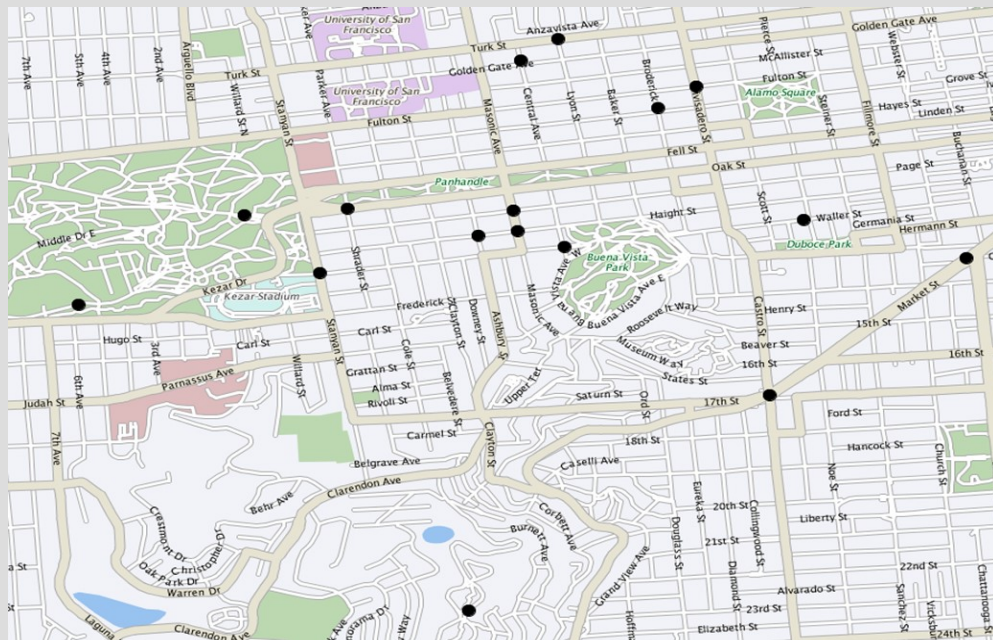 University of San
Francisco
Anzavista Ave
Golden Gate Ave
Turk St
Pierce St
McAllister St
Webster St
7th Ave
5th Ave
4th Ave
2nd Ave
Arguello Blvd
Turk St
Willard St N
Parker Ave
Golden Gate Ave
Broderick
Fulton St
Grove St
University of San
Francisco
Central Ave
Lyon St
Baker St
Alamo Square
Hayes St
Linden St
Stanyan St
Fulton St
Masonic Ave
Divisadero St
Steiner St
Fillmore St
Buchanan St
Fell St
Oak St
Page St
Panhandle
Scott St
Haight St
Waller St
Germania St
Hermann St
Middle Dr E
Duboce Park
Buena Vista
Park
Kezar Dr
Kezar Stadium
Shrader St
Buena Vista Ave W
Buena Vista Ave E
Market St
Frederick
Clayton St
Downey St
Masonic Ave
Roosevelt Way
Castro St
Henry St
15th St
Hugo St
3rd Ave
Carl St
Carl St
Stanyan St
Cole St
Ashbury St
Museum Way
Beaver St
16th St
16th St
Willard St
Grattan St
Parnassus Ave
6th Ave
Alma St
Rivoli St
Belvedere St
Upper Ter
States St
Saturn St
Ord St
17th St
Judah St
Ford St
Carmel St
Clayton St
18th St
Hancock St
Church St
7th Ave
Belgrave Ave
Caselli Ave
Noe St
Clarendon Ave
Behr Ave
Eureka St
Collingwood St
20th St
Liberty St
Crestmont Dr
Christopher Dr
Corbett Ave
Burnett Ave
Douglass St
21st St
Oak Park Dr
Warren Dr
Grand View Ave
Diamond St
22nd St
Alvarado St
Sanchez St
Chattanooga
23rd St
Laguna
Clarendon Ave
Elizabeth St
24th St